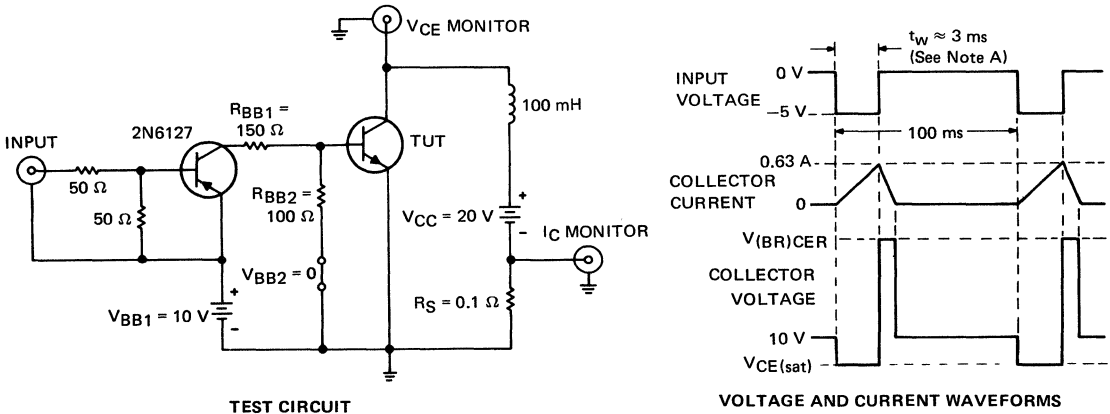 V_CE MONITOR
2N6127
R_BB1 =
150 Ω
100 mH
TUT
INPUT
50 Ω
50 Ω
R_BB2 =
100 Ω
V_CC = 20 V
+
-
I_C MONITOR
V_BB2 = 0
V_BB1 = 10 V
+
-
R_S = 0.1 Ω
TEST CIRCUIT
t_w ≈ 3 ms
(See Note A)
INPUT
VOLTAGE
0 V
-5 V
100 ms
0.63 A
COLLECTOR
CURRENT
0
V_(BR)CER
COLLECTOR
VOLTAGE
10 V
V_CE(sat)
VOLTAGE AND CURRENT WAVEFORMS